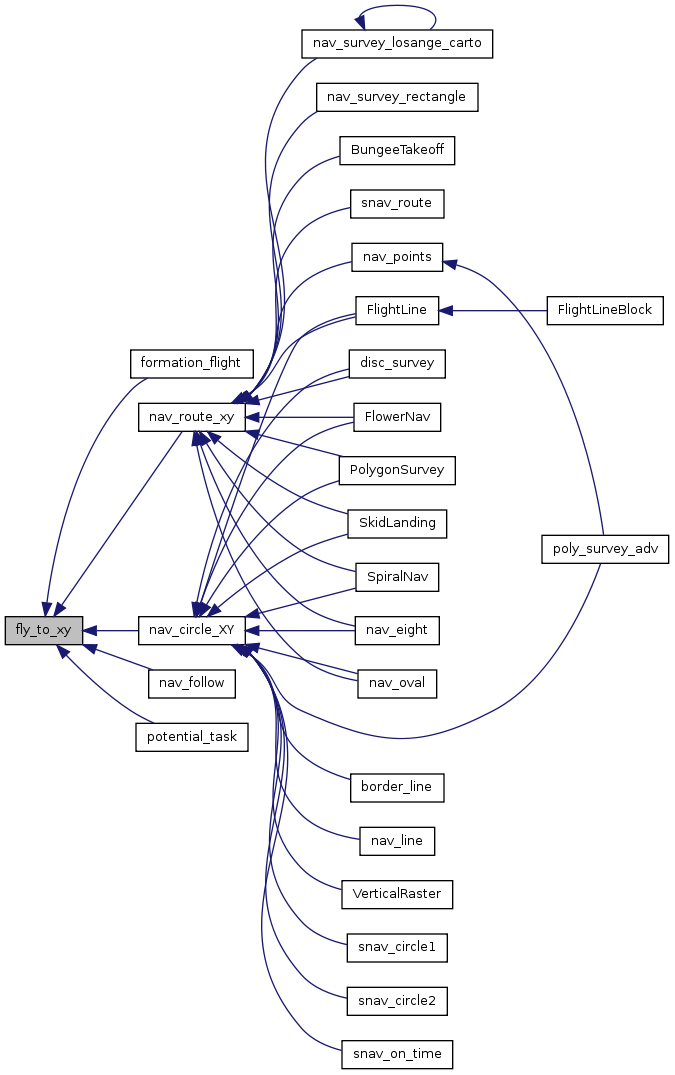 nav_survey_losange_carto
nav_survey_rectangle
BungeeTakeoff
snav_route
nav_points
FlightLine
FlightLineBlock
formation_flight
disc_survey
nav_route_xy
FlowerNav
PolygonSurvey
SkidLanding
poly_survey_adv
SpiralNav
fly_to_xy
nav_circle_XY
nav_eight
nav_follow
nav_oval
potential_task
border_line
nav_line
VerticalRaster
snav_circle1
snav_circle2
snav_on_time